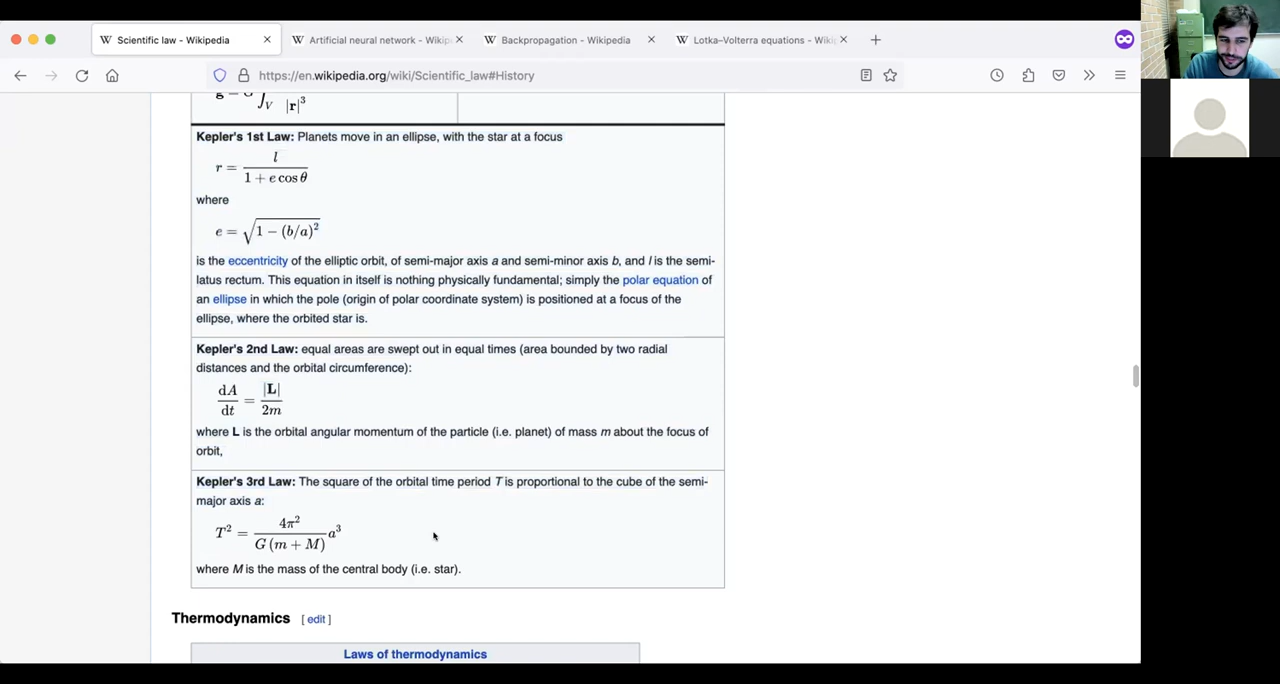 Scientific law - Wikipedia
Artificial neural network - Wikip
Backpropagation - Wikipedia
Lotka–Volterra equations - Wiki
https://en.wikipedia.org/wiki/Scientific_law#History
g = G ∫_V |r|^3
Kepler's 1st Law: Planets move in an ellipse, with the star at a focus
r = l / (1 + e cos θ)
where
e = √(1 − (b/a)^2)
is the eccentricity of the elliptic orbit, of semi-major axis a and semi-minor axis b, and l is the semi-
latus rectum. This equation in itself is nothing physically fundamental; simply the polar equation of
an ellipse in which the pole (origin of polar coordinate system) is positioned at a focus of the
ellipse, where the orbited star is.
Kepler's 2nd Law: equal areas are swept out in equal times (area bounded by two radial
distances and the orbital circumference):
dA/dt = |L|/2m
where L is the orbital angular momentum of the particle (i.e. planet) of mass m about the focus of
orbit,
Kepler's 3rd Law: The square of the orbital time period T is proportional to the cube of the semi-
major axis a:
T^2 = 4π^2 / (G (m + M)) a^3
where M is the mass of the central body (i.e. star).
Thermodynamics [ edit ]
Laws of thermodynamics